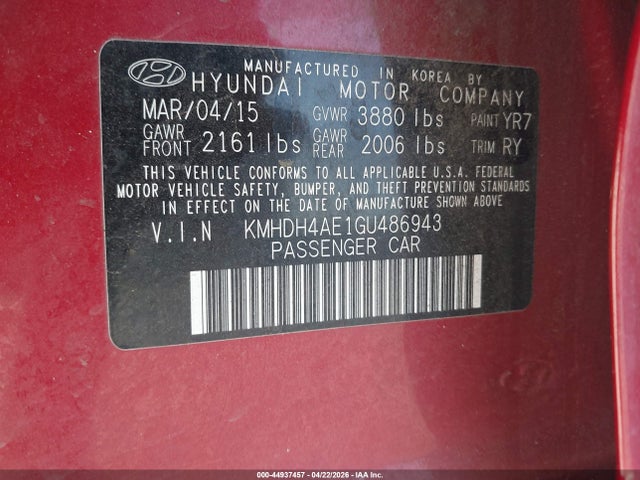 MANUFACTURED IN KOREA BY
HYUNDAI MOTOR COMPANY
MAR/04/15 GVWR 3880 lbs PAINT YR7
GAWR FRONT 2161 lbs GAWR REAR 2006 lbs TRIM RY
THIS VEHICLE CONFORMS TO ALL APPLICABLE U.S.A. FEDERAL
MOTOR VEHICLE SAFETY, BUMPER, AND THEFT PREVENTION STANDARDS
IN EFFECT ON THE DATE OF MANUFACTURE SHOWN ABOVE
V.I.N KMHDH4AE1GU486943
PASSENGER CAR
000-44937457 - 04/22/2026 - IAA Inc.